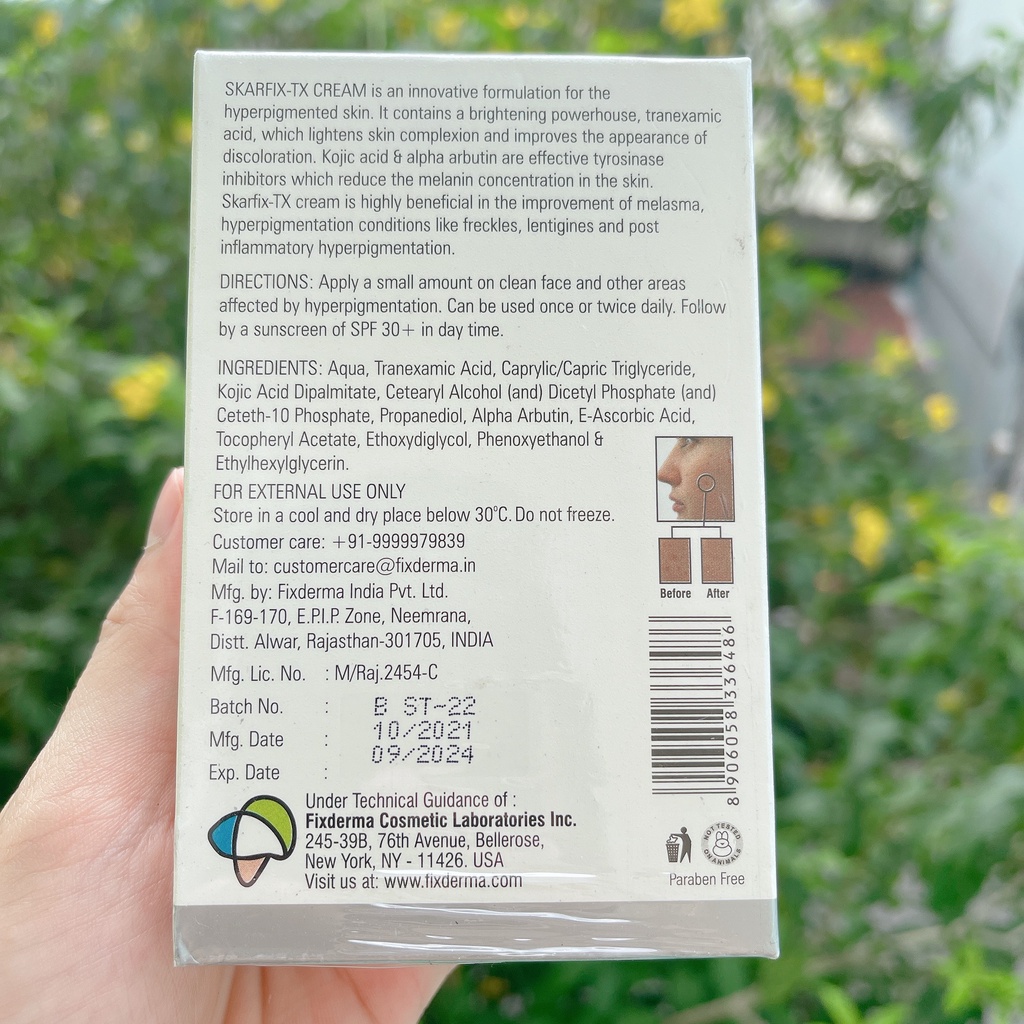 SKARFIX-TX CREAM is an innovative formulation for the
hyperpigmented skin. It contains a brightening powerhouse, tranexamic
acid, which lightens skin complexion and improves the appearance of
discoloration. Kojic acid & alpha arbutin are effective tyrosinase
inhibitors which reduce the melanin concentration in the skin.
Skarfix-TX cream is highly beneficial in the improvement of melasma,
hyperpigmentation conditions like freckles, lentigines and post
inflammatory hyperpigmentation.
DIRECTIONS: Apply a small amount on clean face and other areas
affected by hyperpigmentation. Can be used once or twice daily. Follow
by a sunscreen of SPF 30+ in day time.
INGREDIENTS: Aqua, Tranexamic Acid, Caprylic/Capric Triglyceride,
Kojic Acid Dipalmitate, Cetearyl Alcohol (and) Dicetyl Phosphate (and)
Ceteth-10 Phosphate, Propanediol, Alpha Arbutin, E-Ascorbic Acid,
Tocopheryl Acetate, Ethoxydiglycol, Phenoxyethanol &
Ethylhexylglycerin.
FOR EXTERNAL USE ONLY
Store in a cool and dry place below 30°C. Do not freeze.
Customer care: +91-9999979839
Mail to: customercare@fixderma.in
Mfg. by: Fixderma India Pvt. Ltd.
F-169-170, E.P.I.P. Zone, Neemrana,
Distt. Alwar, Rajasthan-301705, INDIA
Mfg. Lic. No. : M/Raj.2454-C
Batch No. : B ST-22
Mfg. Date : 10/2021
Exp. Date : 09/2024
Under Technical Guidance of :
Fixderma Cosmetic Laboratories Inc.
245-39B, 76th Avenue, Bellerose,
New York, NY - 11426. USA
Visit us at: www.fixderma.com
Before After
8 906058 336486
NOT TESTED
ON ANIMALS
Paraben Free